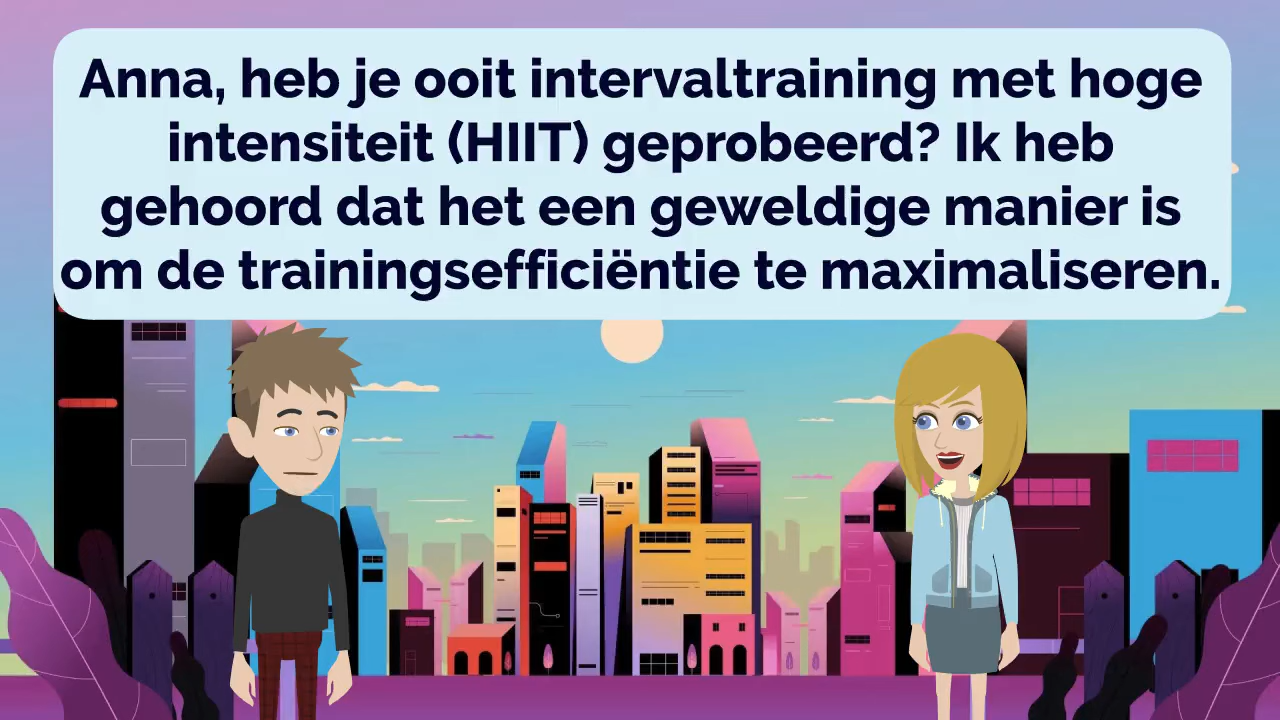 Anna, heb je ooit intervaltraining met hoge
intensiteit (HIIT) geprobeerd? Ik heb
gehoord dat het een geweldige manier is
om de trainingsefficiëntie te maximaliseren.